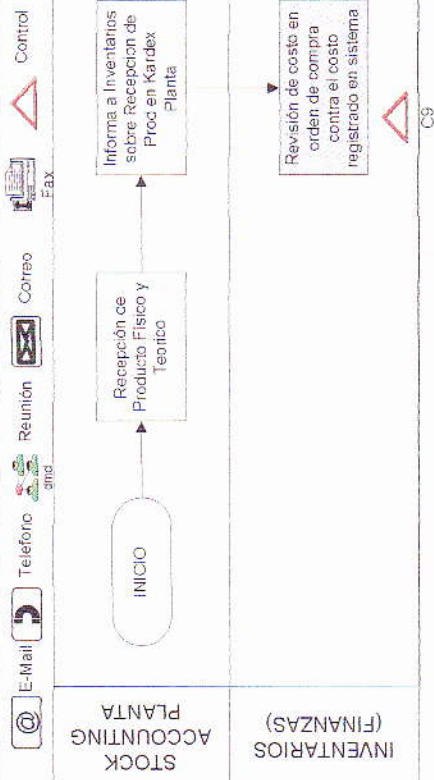 @ E-Mail Telefono Reunión Correo Fax Control
gmd
STOCK
ACCOUNTING
PLANTA
INICIO
Recepción de
Producto Fisico y
Teorico
Informa a Inventarios
sobre Recepcion de
Prod en Kardex
Planta
INVENTARIOS
(FINANZAS)
Revisión de costo en
orden de compra
contra el costo
registrado en sistema
C9